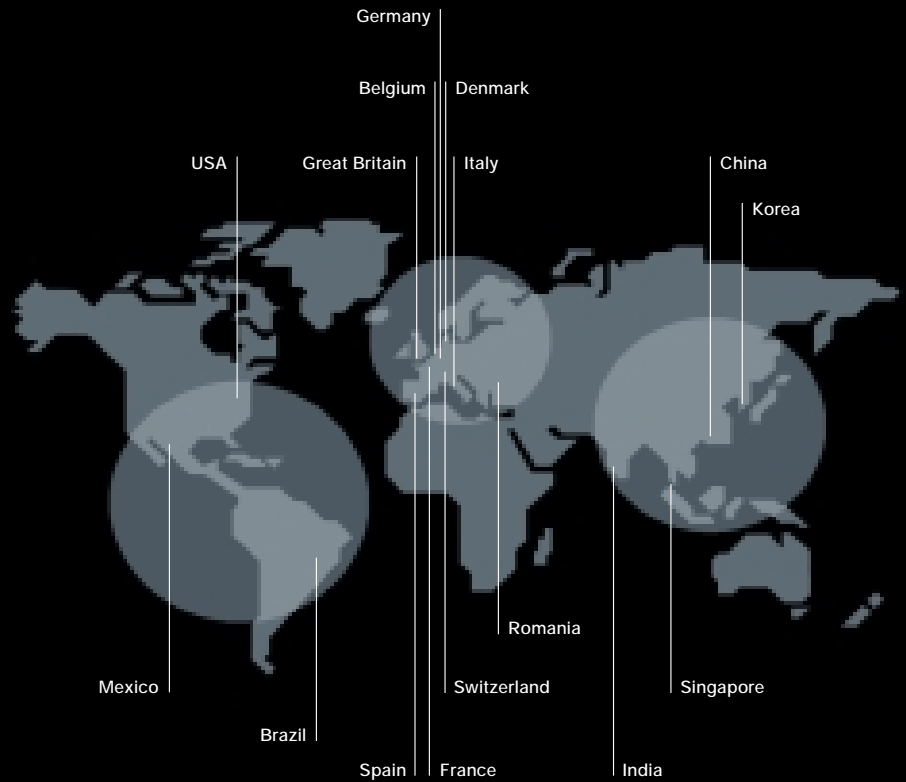 Germany
Belgium
Denmark
USA
Great Britain
Italy
China
Korea
Romania
Mexico
Switzerland
Singapore
Brazil
Spain
France
India